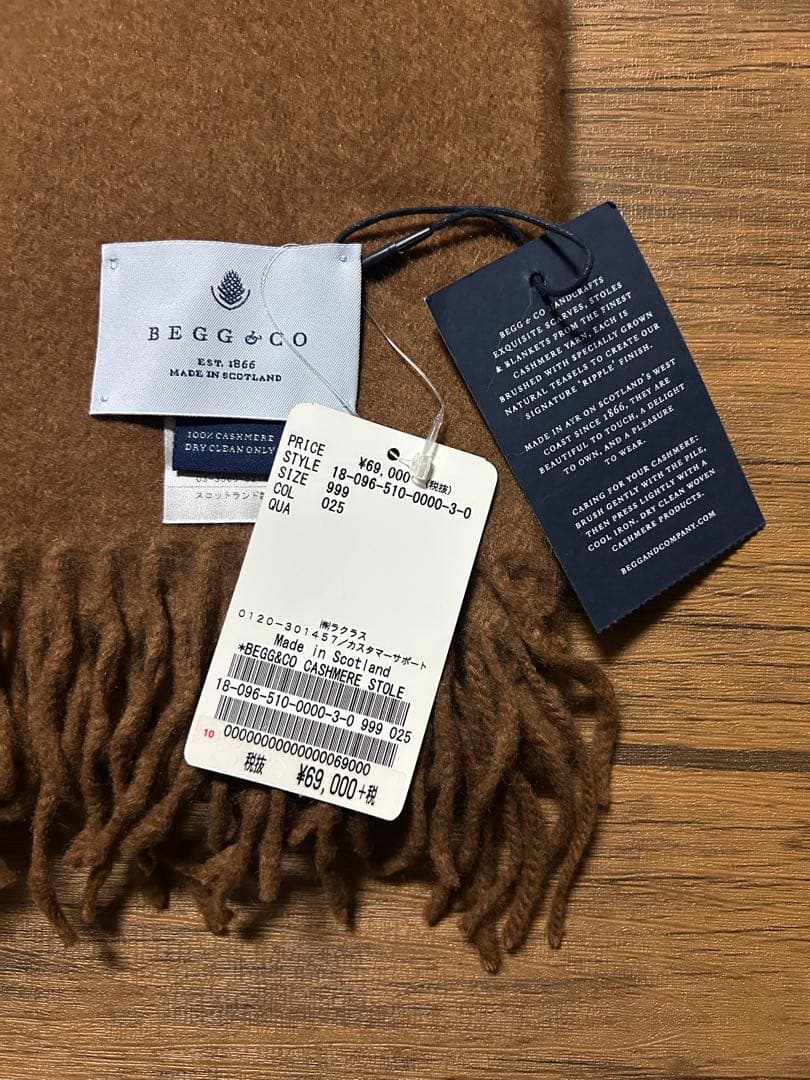 BEGG & CO
EST. 1866
MADE IN SCOTLAND
100% CASHMERE
DRY CLEAN ONLY
スコットランド
PRICE ¥69,000 (税抜)
STYLE 18-096-510-0000-3-0
SIZE 999
COL 025
QUA
㈱ラクラス
0120-301457/カスタマーサポート
Made in Scotland
*BEGG&CO CASHMERE STOLE
18-096-510-0000-3-0 999 025
10
0000000000000069000
税抜 ¥69,000+税
BEGG & CO HANDCRAFTS
EXQUISITE SCARVES, STOLES
& BLANKETS FROM THE FINEST
CASHMERE YARN. EACH IS
BRUSHED WITH SPECIALLY GROWN
NATURAL TEASELS TO CREATE OUR
SIGNATURE 'RIPPLE' FINISH.
MADE IN AYR ON SCOTLAND'S WEST
COAST SINCE 1866, THEY ARE
BEAUTIFUL TO TOUCH, A DELIGHT
TO OWN, AND A PLEASURE
TO WEAR.
CARING FOR YOUR CASHMERE:
BRUSH GENTLY WITH THE PILE,
THEN PRESS LIGHTLY WITH A
COOL IRON. DRY CLEAN WOVEN
CASHMERE PRODUCTS.
BEGGANDCOMPANY.COM